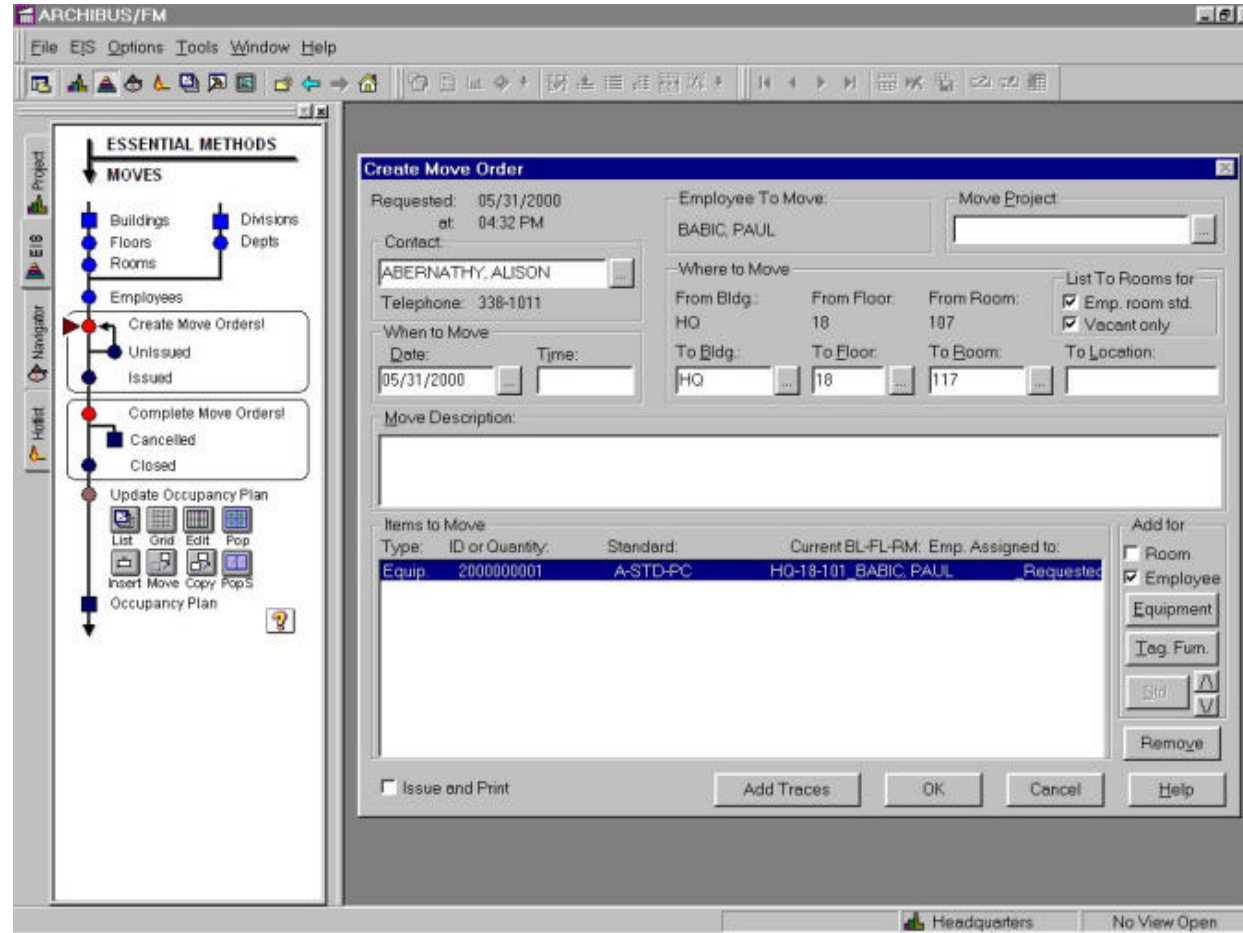 ARCHIBUS/FM
File EIS Options Tools Window Help
Project
EIS
Navigator
Hotlist
ESSENTIAL METHODS
MOVES
Buildings Divisions
Floors Depts
Rooms
Employees
Create Move Orders!
UnIssued
Issued
Complete Move Orders!
Cancelled
Closed
Update Occupancy Plan
List Grid Edit Pop
Insert Move Copy PopS
Occupancy Plan
Create Move Order
Requested: 05/31/2000
at: 04:32 PM
Contact:
ABERNATHY, ALISON ...
Telephone: 338-1011
Employee To Move:
BABIC, PAUL
Move Project:
...
When to Move
Date: Time:
05/31/2000 ...
Where to Move
From Bldg.: From Floor: From Room:
HQ 18 107
To Bldg.: To Floor: To Room: To Location:
HQ ... 18 ... 117 ...
List To Rooms for
Emp. room std.
Vacant only
Move Description:
Items to Move
Type: ID or Quantity: Standard: Current BL-FL-RM: Emp. Assigned to:
Equip. 2000000001 A-STD-PC HQ-18-101_BABIC, PAUL _Requested
Add for
Room
Employee
Equipment
Tag. Furn.
Std
Remove
Issue and Print
Add Traces OK Cancel Help
Headquarters No View Open